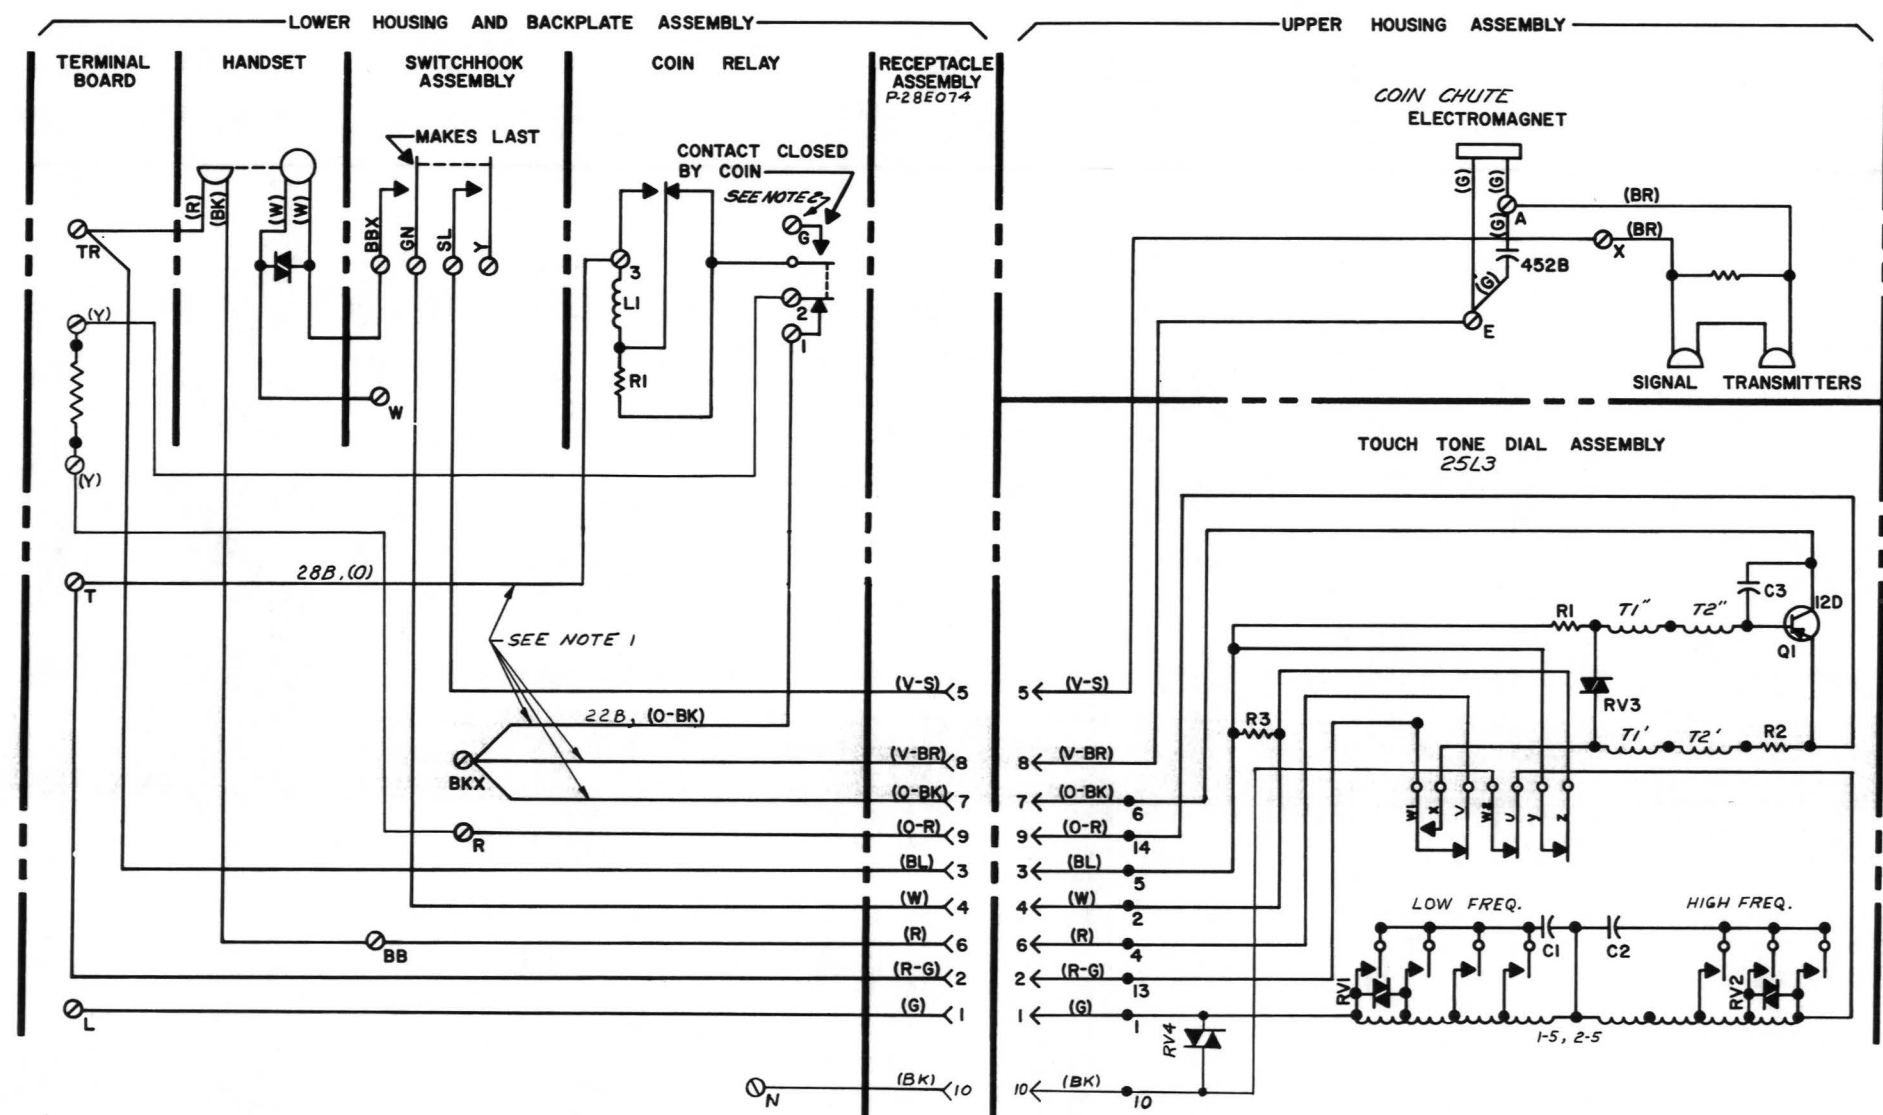 LOWER HOUSING AND BACKPLATE ASSEMBLY
UPPER HOUSING ASSEMBLY
TERMINAL
BOARD
HANDSET
SWITCHHOOK
ASSEMBLY
COIN RELAY
RECEPTACLE
ASSEMBLY
P-28E074
COIN CHUTE
ELECTROMAGNET
MAKES LAST
CONTACT CLOSED
BY COIN
SEE NOTE 2
(R)
(BK)
(W)
(W)
BBX
GN
SL
Y
G
TR
3
L1
2
1
R1
W
(Y)
(Y)
(G)
(G)
(G)
A
(BR)
(BR)
X
452B
(G)
E
SIGNAL TRANSMITTERS
TOUCH TONE DIAL ASSEMBLY
25L3
28B, (O)
T
SEE NOTE 1
22B, (O-BK)
BKX
R
BB
L
N
(V-S) 5
(V-BR) 8
(O-BK) 7
(O-R) 9
(BL) 3
(W) 4
(R) 6
(R-G) 2
(G) 1
(BK) 10
5 (V-S)
8 (V-BR)
7 (O-BK) 6
9 (O-R) 14
3 (BL) 5
4 (W) 2
6 (R) 4
2 (R-G) 13
1 (G) 1
10 (BK) 10
C3
12D
R1
T1"
T2"
Q1
RV3
R3
T1'
T2'
R2
W1
X
V
W2
U
Y
Z
LOW FREQ.
HIGH FREQ.
C1
C2
RV1
RV2
1-5, 2-5
RV4